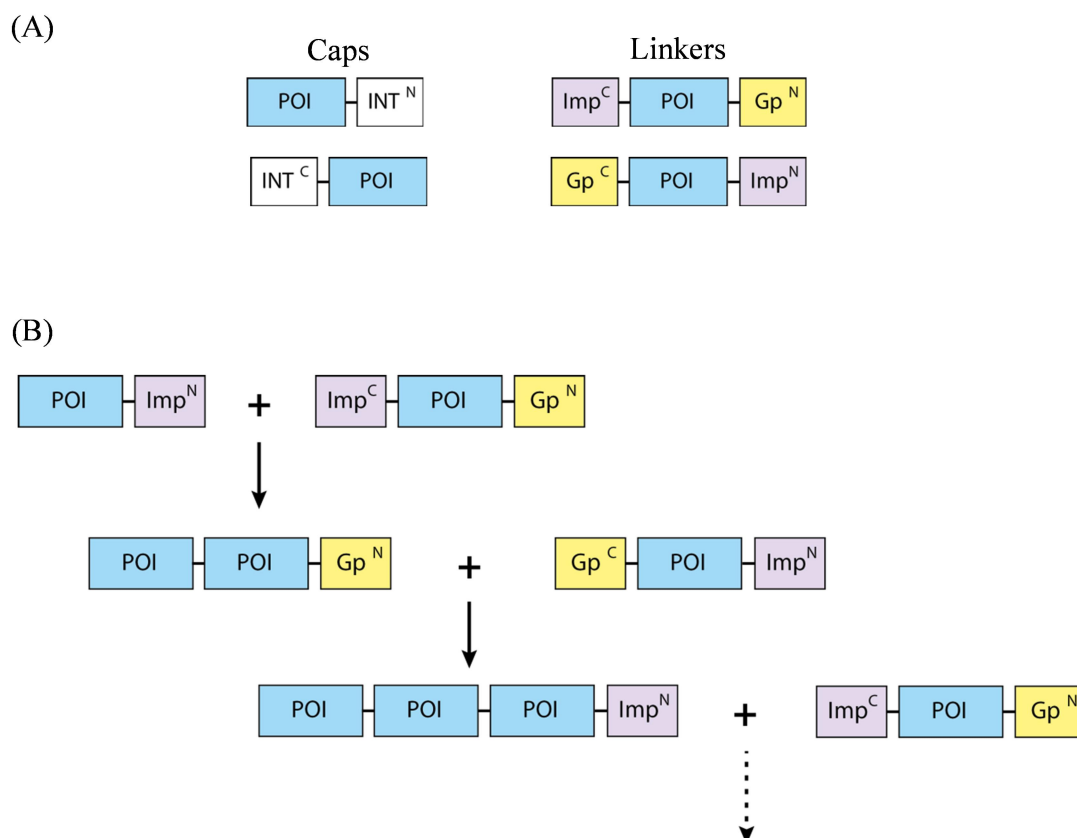 (A)
Caps Linkers
POI INT N Imp C POI Gp N
INT C POI Gp C POI Imp N
(B)
POI Imp N + Imp C POI Gp N
POI POI Gp N + Gp C POI Imp N
POI POI POI Imp N + Imp C POI Gp N